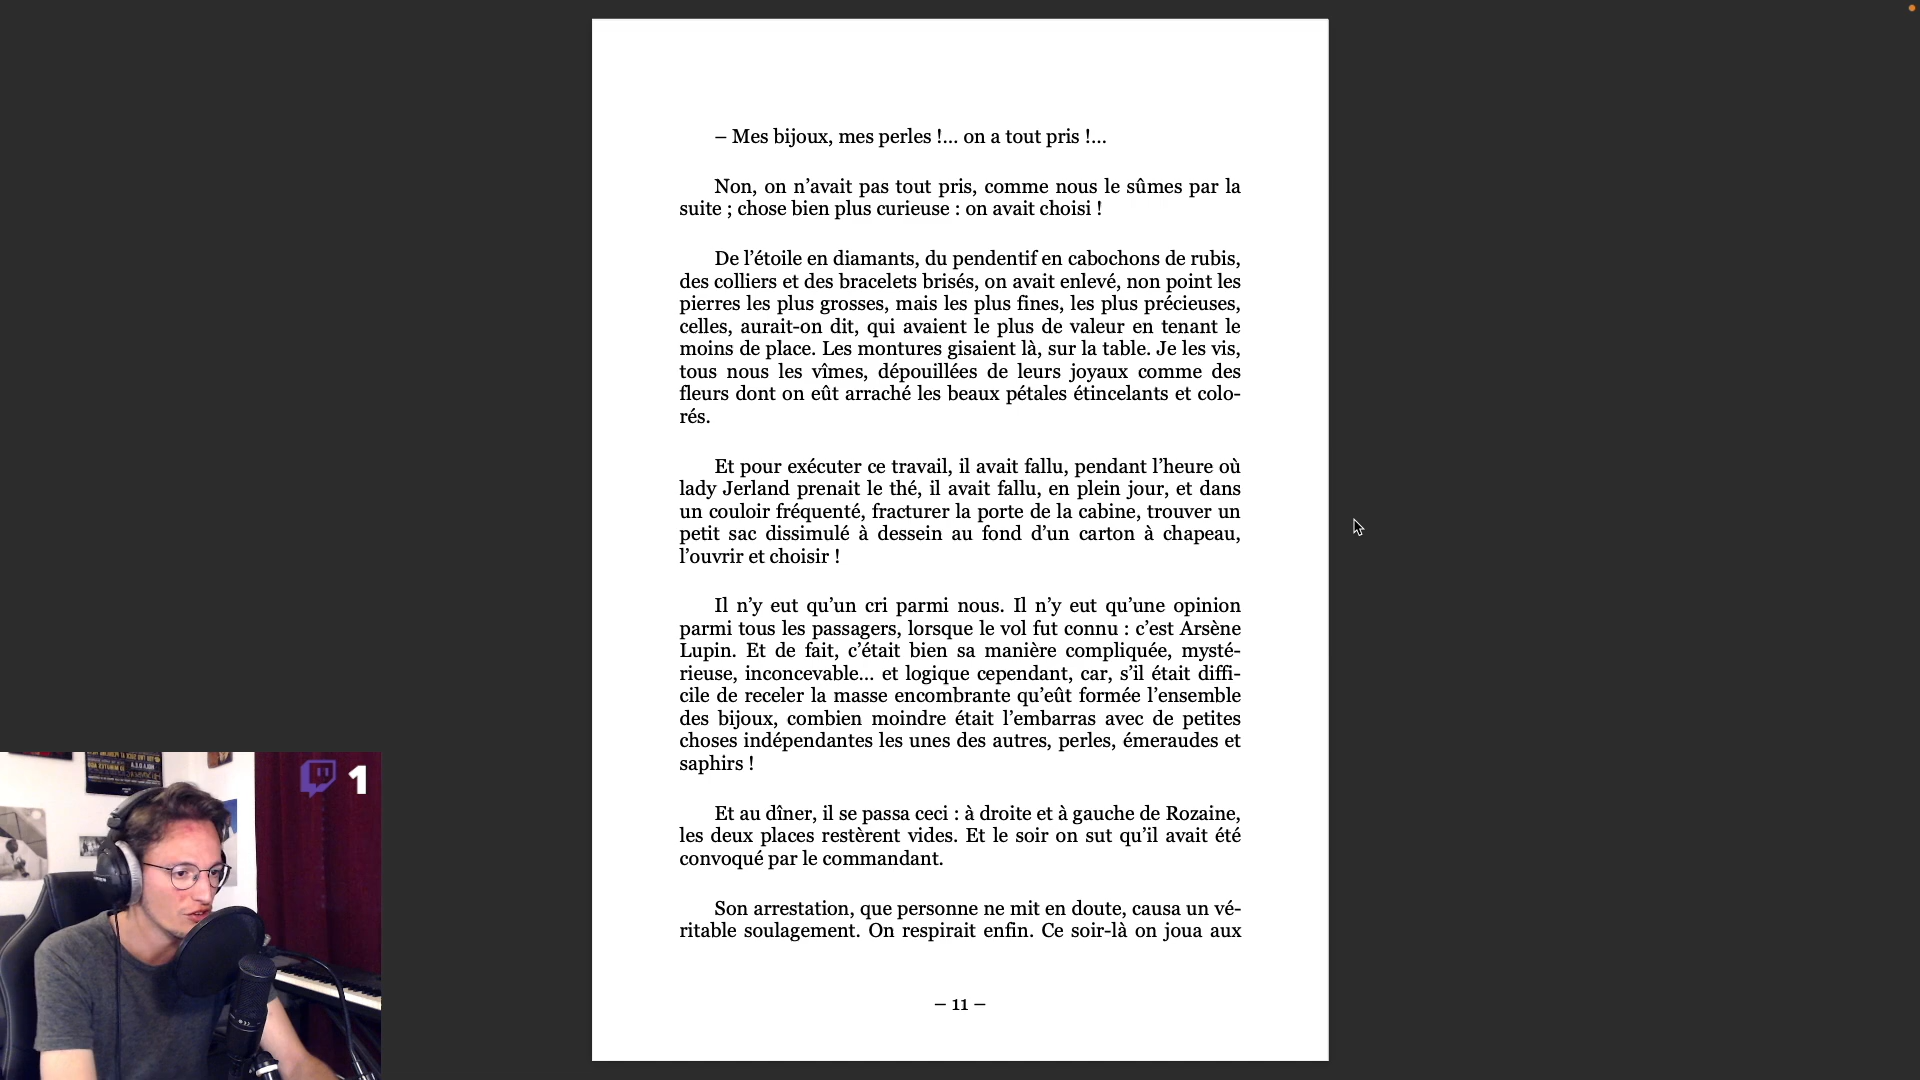 – Mes bijoux, mes perles !... on a tout pris !...
Non, on n’avait pas tout pris, comme nous le sûmes par la
suite ; chose bien plus curieuse : on avait choisi !
De l’étoile en diamants, du pendentif en cabochons de rubis,
des colliers et des bracelets brisés, on avait enlevé, non point les
pierres les plus grosses, mais les plus fines, les plus précieuses,
celles, aurait-on dit, qui avaient le plus de valeur en tenant le
moins de place. Les montures gisaient là, sur la table. Je les vis,
tous nous les vîmes, dépouillées de leurs joyaux comme des
fleurs dont on eût arraché les beaux pétales étincelants et colo-
rés.
Et pour exécuter ce travail, il avait fallu, pendant l’heure où
lady Jerland prenait le thé, il avait fallu, en plein jour, et dans
un couloir fréquenté, fracturer la porte de la cabine, trouver un
petit sac dissimulé à dessein au fond d’un carton à chapeau,
l’ouvrir et choisir !
Il n’y eut qu’un cri parmi nous. Il n’y eut qu’une opinion
parmi tous les passagers, lorsque le vol fut connu : c’est Arsène
Lupin. Et de fait, c’était bien sa manière compliquée, mysté-
rieuse, inconcevable... et logique cependant, car, s’il était diffi-
cile de receler la masse encombrante qu’eût formée l’ensemble
des bijoux, combien moindre était l’embarras avec de petites
choses indépendantes les unes des autres, perles, émeraudes et
saphirs !
Et au dîner, il se passa ceci : à droite et à gauche de Rozaine,
les deux places restèrent vides. Et le soir on sut qu’il avait été
convoqué par le commandant.
Son arrestation, que personne ne mit en doute, causa un vé-
ritable soulagement. On respirait enfin. Ce soir-là on joua aux
– 11 –
1